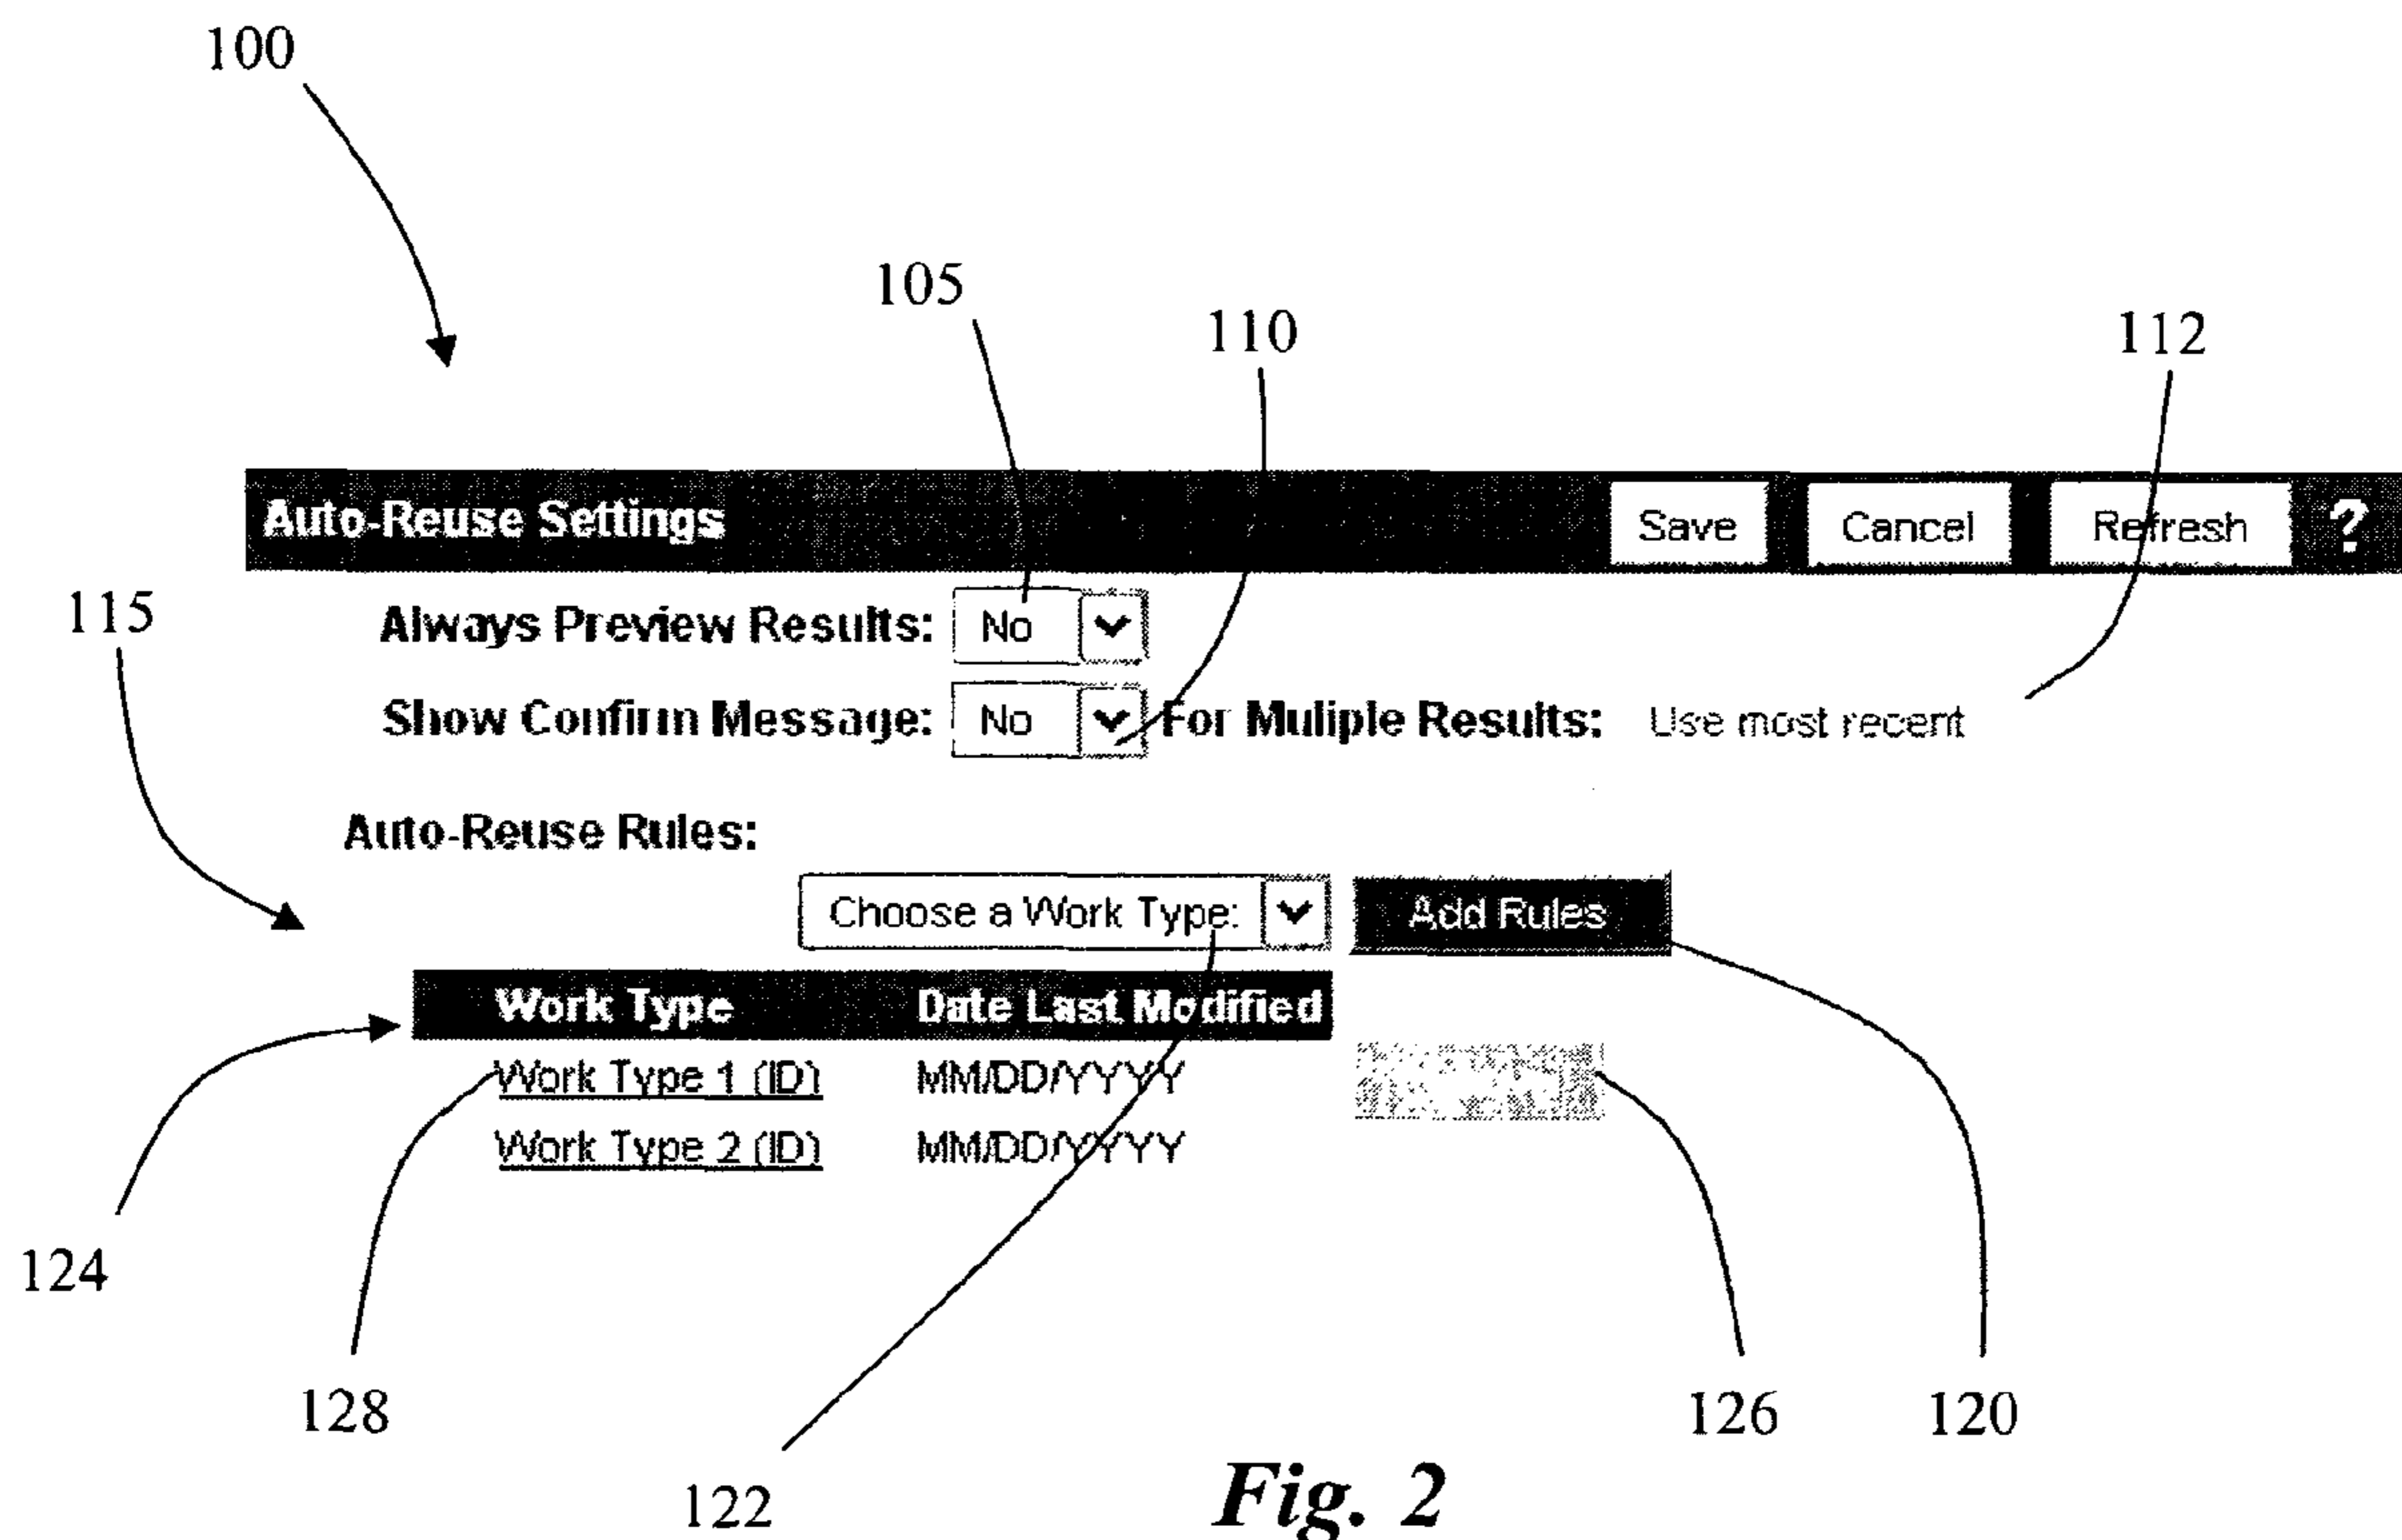 100
105
110
112
Auto-Reuse Settings Save Cancel Refresh ?
115
Always Preview Results: No
Show Confirm Message: No For Muliple Results: Use most recent
Auto-Reuse Rules:
Choose a Work Type: Add Rules
Work Type Date Last Modified
Work Type 1 (ID) MM/DD/YYYY
Work Type 2 (ID) MM/DD/YYYY
124
128
126
120
122
Fig. 2